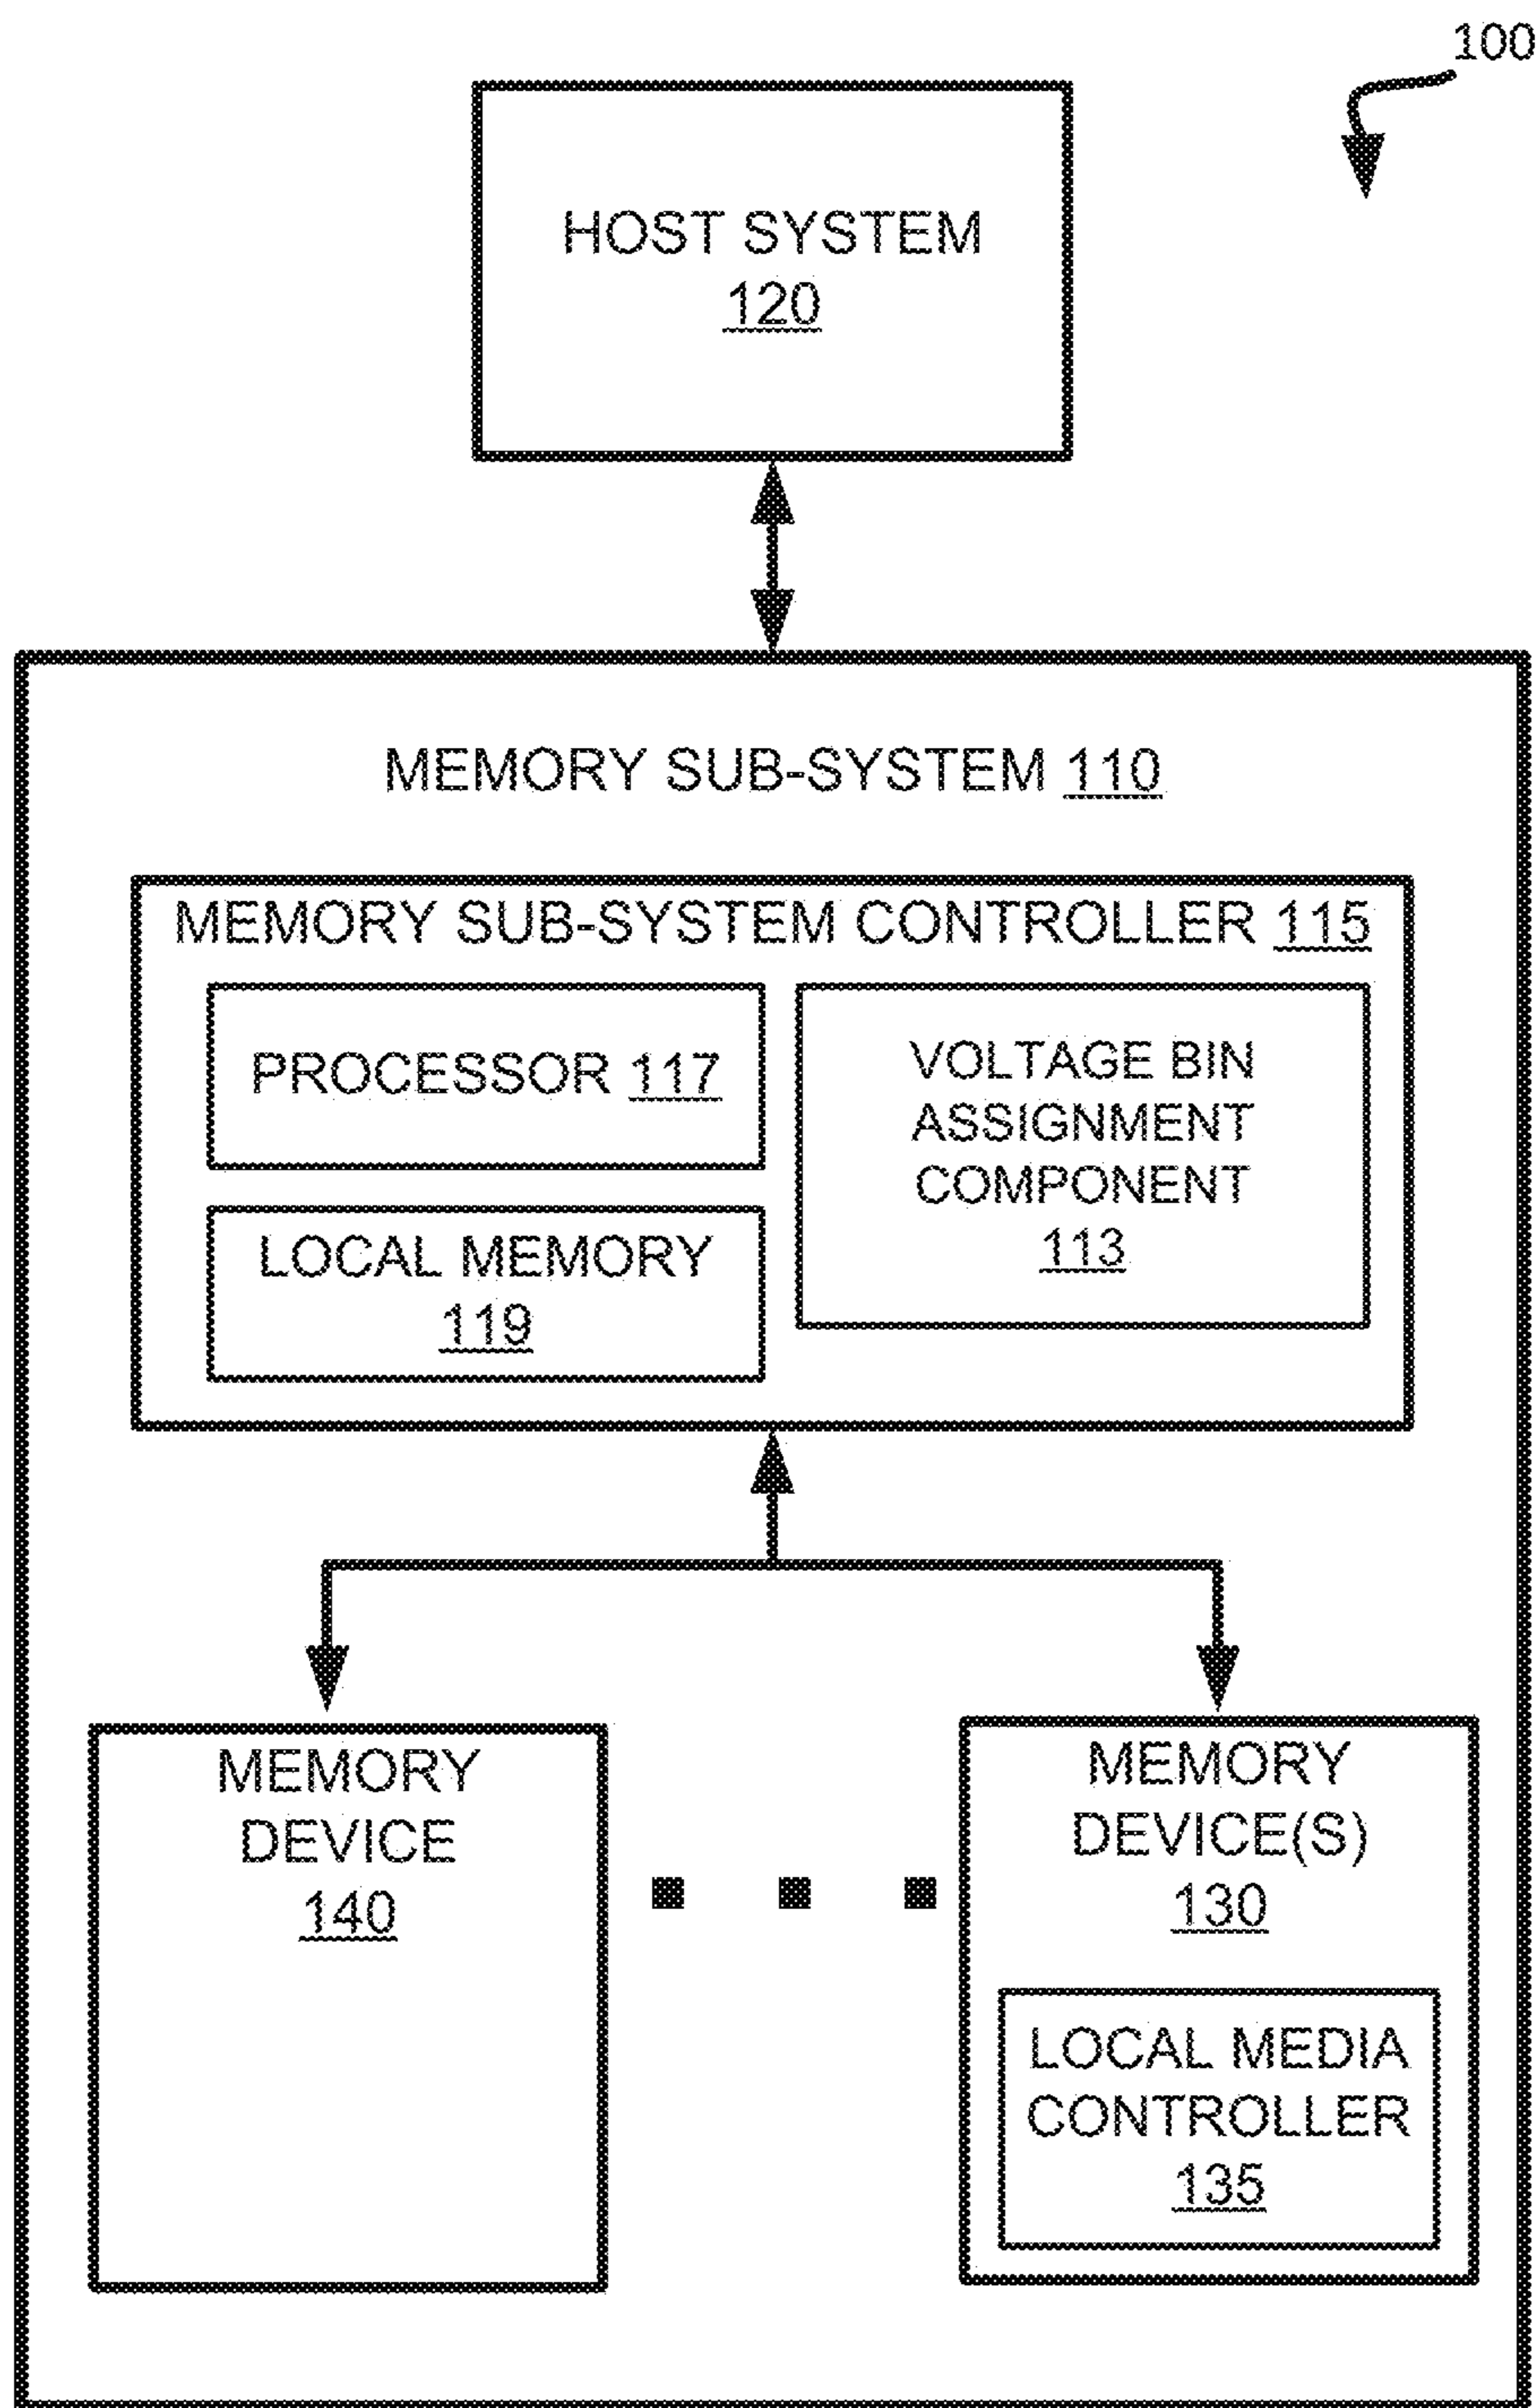 100
HOST SYSTEM
120
MEMORY SUB-SYSTEM 110
MEMORY SUB-SYSTEM CONTROLLER 115
PROCESSOR 117
LOCAL MEMORY
119
VOLTAGE BIN
ASSIGNMENT
COMPONENT
113
MEMORY
DEVICE
140
MEMORY
DEVICE(S)
130
LOCAL MEDIA
CONTROLLER
135